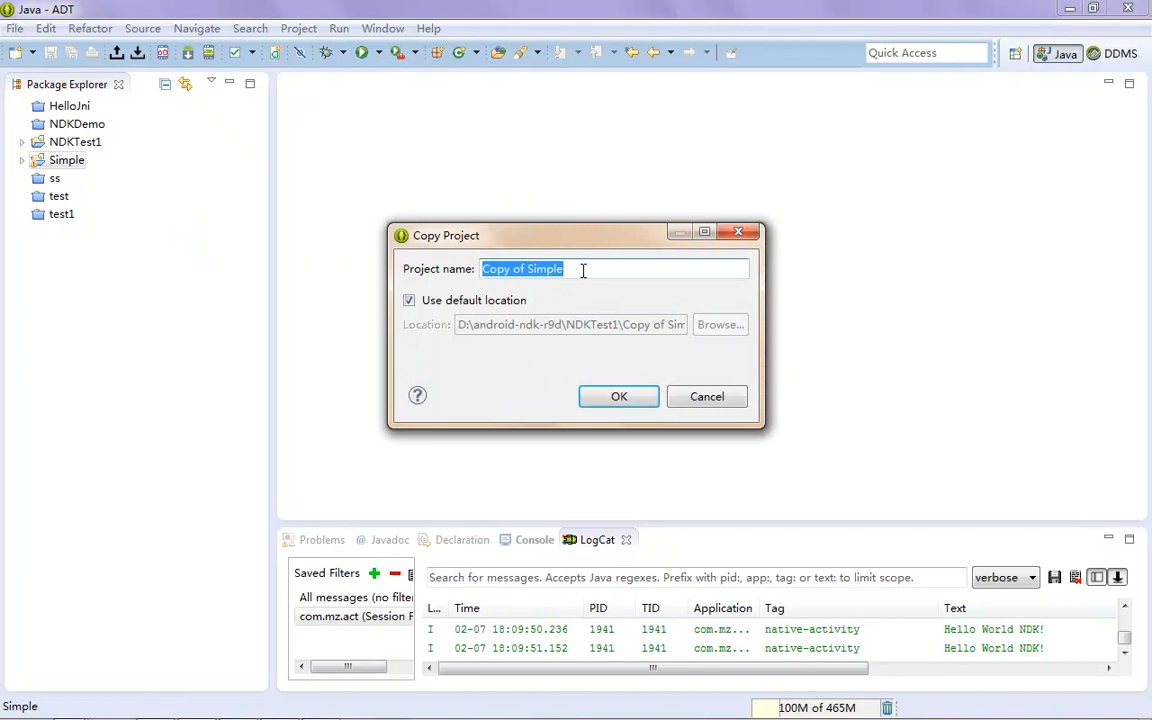 Java - ADT
File Edit Refactor Source Navigate Search Project Run Window Help
Quick Access Java DDMS
Package Explorer
HelloJni
NDKDemo
NDKTest1
Simple
ss
test
test1
Copy Project
Project name: Copy of Simple
Use default location
Location: D:\android-ndk-r9d\NDKTest1\Copy of Sim Browse...
? OK Cancel
Problems Javadoc Declaration Console LogCat
Saved Filters
All messages (no filter
com.mz.act (Session F
Search for messages. Accepts Java regexes. Prefix with pid:, app:, tag: or text: to limit scope. verbose
L... Time PID TID Application Tag Text
I 02-07 18:09:50.236 1941 1941 com.mz... native-activity Hello World NDK!
I 02-07 18:09:51.152 1941 1941 com.mz... native-activity Hello World NDK!
Simple 100M of 465M